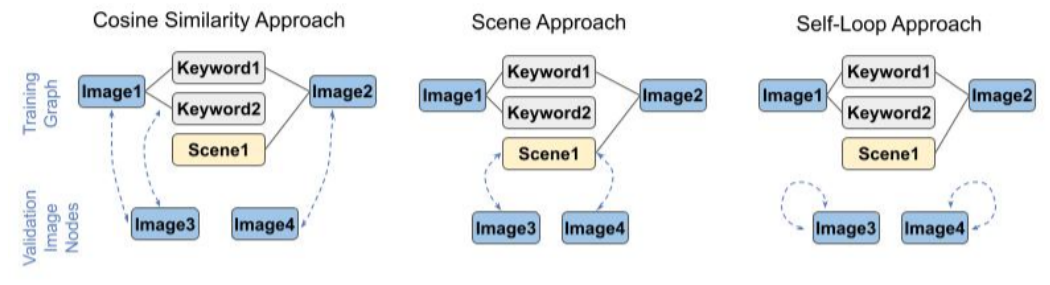 Cosine Similarity Approach
Scene Approach
Self-Loop Approach
Training
Graph
Validation
Image
Nodes
Image1
Keyword1
Keyword2
Scene1
Image2
Image3
Image4
Image1
Keyword1
Keyword2
Scene1
Image2
Image3
Image4
Image1
Keyword1
Keyword2
Scene1
Image2
Image3
Image4